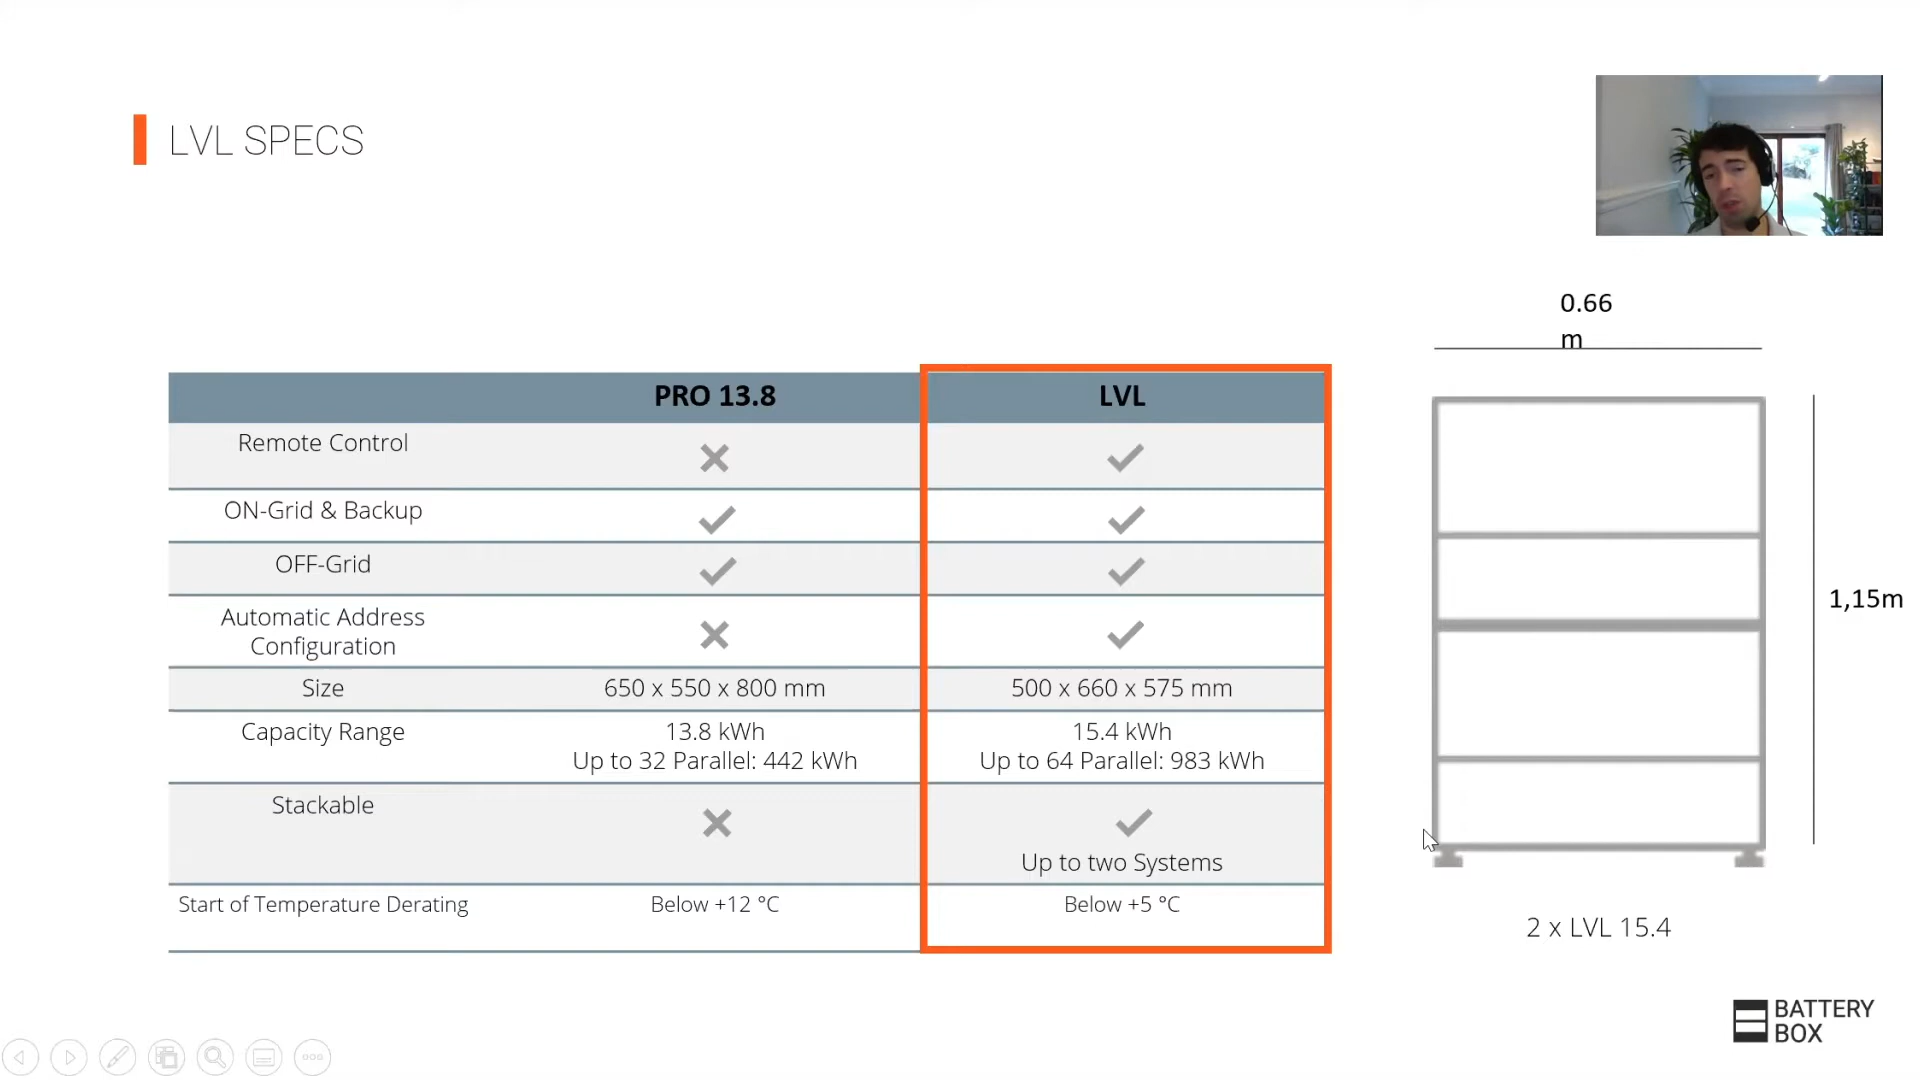 LVL SPECS
0.66
m
PRO 13.8 LVL
Remote Control
ON-Grid & Backup
OFF-Grid
Automatic Address
Configuration
Size 650 x 550 x 800 mm 500 x 660 x 575 mm
Capacity Range 13.8 kWh 15.4 kWh
Up to 32 Parallel: 442 kWh Up to 64 Parallel: 983 kWh
Stackable
Up to two Systems
Start of Temperature Derating Below +12 °C Below +5 °C
1,15m
2 x LVL 15.4
BATTERY
BOX